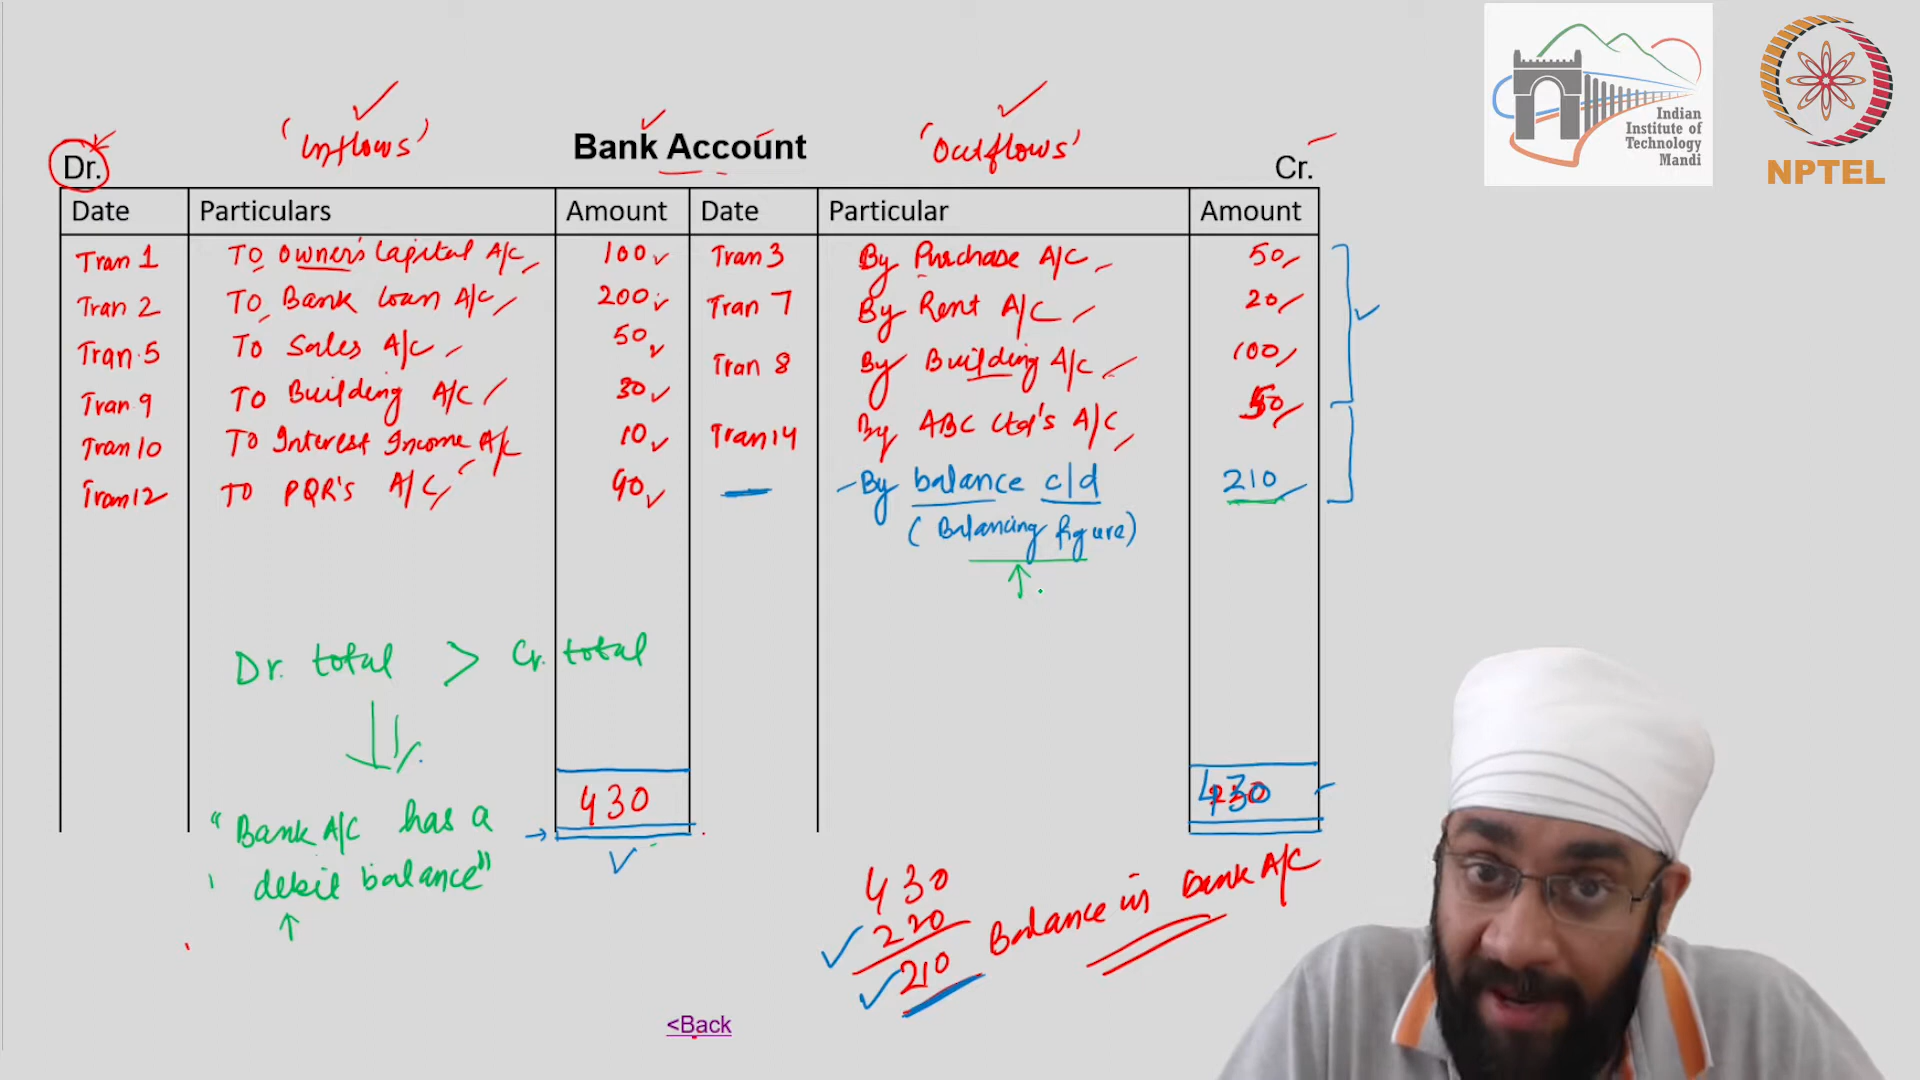 Indian
Institute of
Technology
Mandi
NPTEL
'Inflows'
Bank Account
'Outflows'
Dr.
Cr.
Date Particulars Amount Date Particular Amount
Tran 1 To Owner's Capital A/C 100 Tran 3 By Purchase A/C 50
Tran 2 To Bank Loan A/C 200 Tran 7 By Rent A/C 20
Tran 5 To Sales A/C 50 Tran 8 By Building A/C 100
Tran 9 To Building A/C 30 Tran 14 By ABC Ltd's A/C 50
Tran 10 To Interest Income A/C 10 By balance c/d 210
Tran 12 To PQR's A/C 40 (Balancing figure)
Dr. total > Cr. total
430 430
"Bank A/C has a
debit balance"
430
220
210 Balance in Bank A/C
<Back